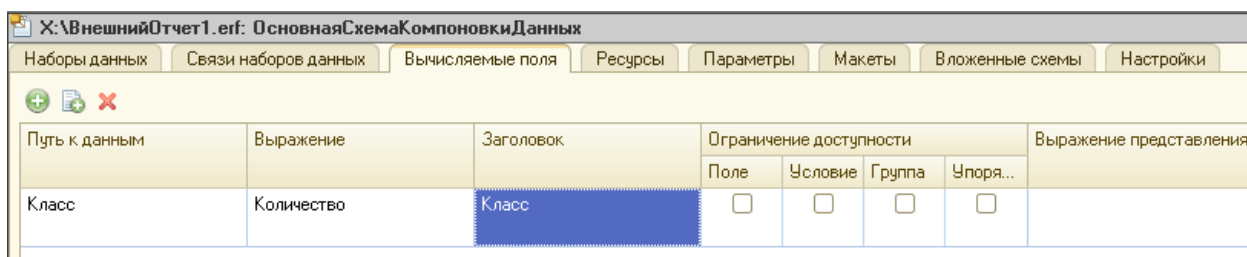 X:\ВнешнийОтчет1.erf: ОсновнаяСхемаКомпоновкиДанных
Наборы данных Связи наборов данных Вычисляемые поля Ресурсы Параметры Макеты Вложенные схемы Настройки
Путь к данным Выражение Заголовок Ограничение доступности Выражение представления
Поле Условие Группа Упоря...
Класс Количество Класс